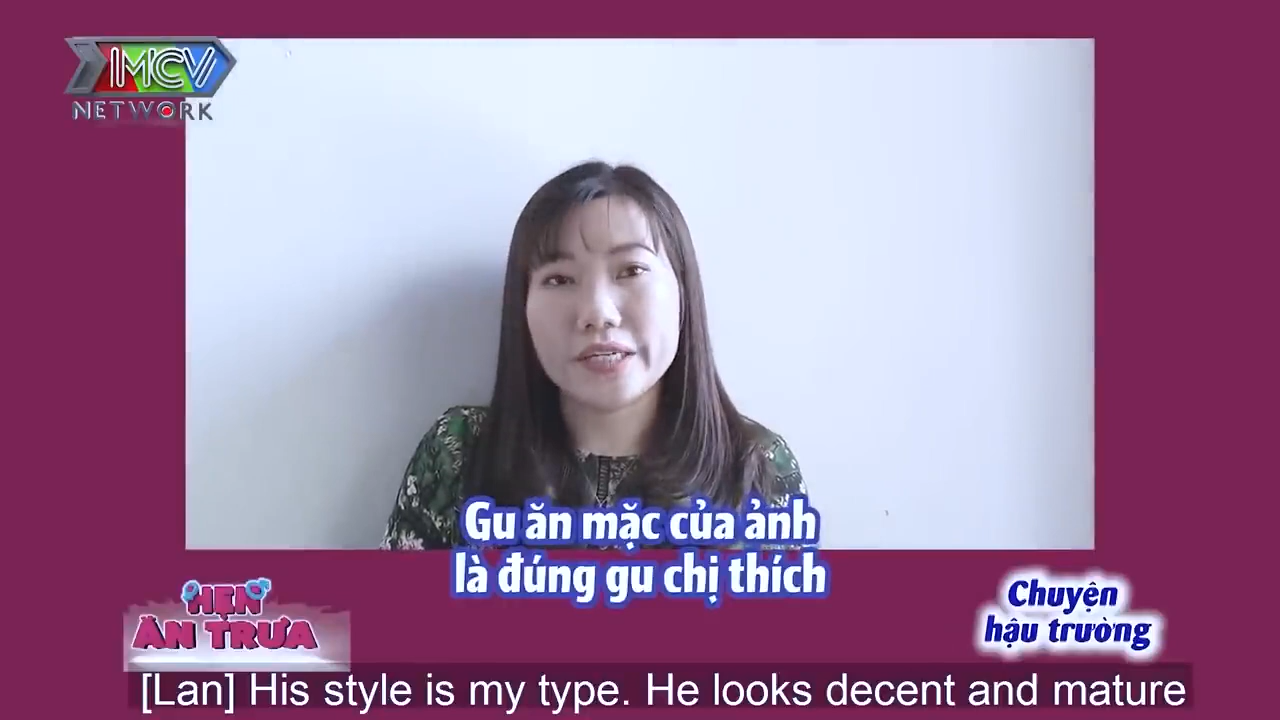 MCV
NETWORK
Gu ăn mặc của ảnh
là đúng gu chị thích
HẸN
ĂN TRƯA
Chuyện
hậu trường
[Lan] His style is my type. He looks decent and mature